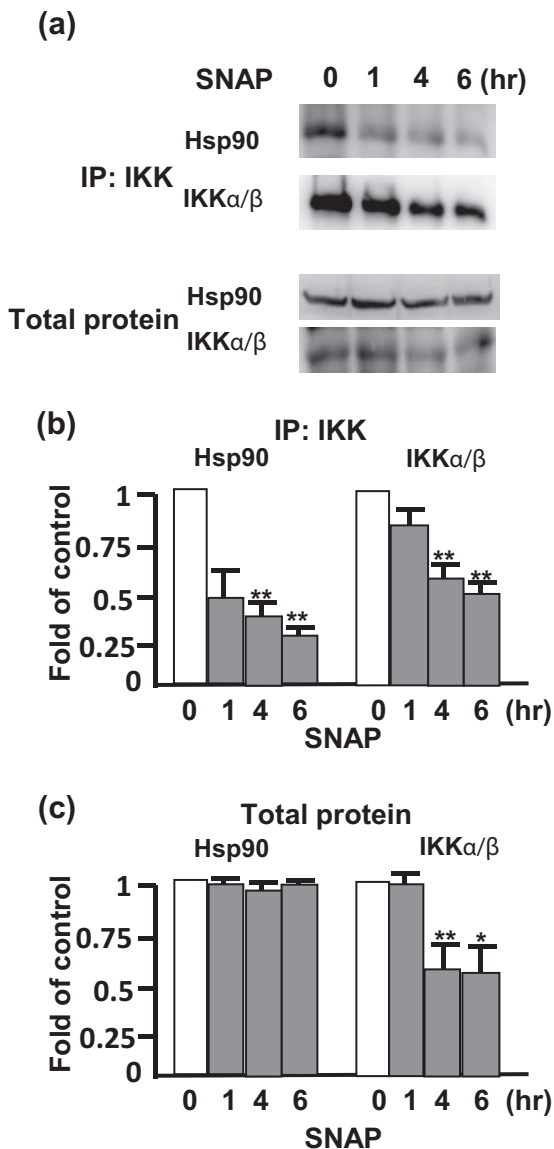 (a)
SNAP 0 1 4 6 (hr)
Hsp90
IP: IKK
IKKα/β
Hsp90
Total protein
IKKα/β
(b)
IP: IKK
Hsp90 IKKα/β
Fold of control
1
0.75
0.5
0.25
0
** ** ** **
0 1 4 6 0 1 4 6 (hr)
SNAP
(c)
Total protein
Hsp90 IKKα/β
Fold of control
1
0.75
0.5
0.25
0
** *
0 1 4 6 0 1 4 6 (hr)
SNAP